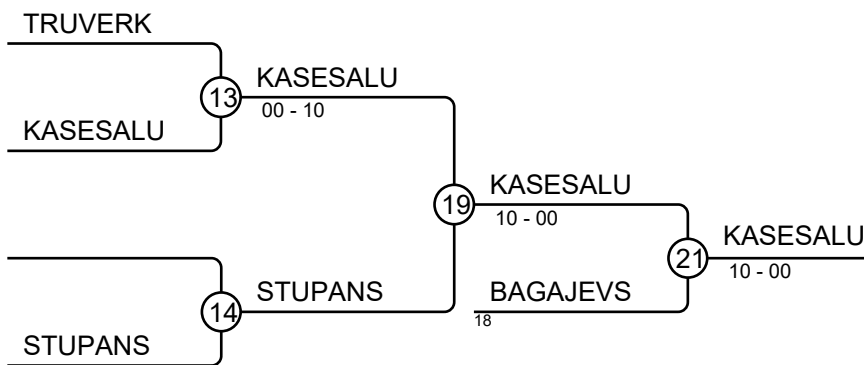 TRUVERK
13
KASESALU
00 - 10
KASESALU
19
KASESALU
10 - 00
21
KASESALU
10 - 00
14
STUPANS
BAGAJEVS
18
STUPANS